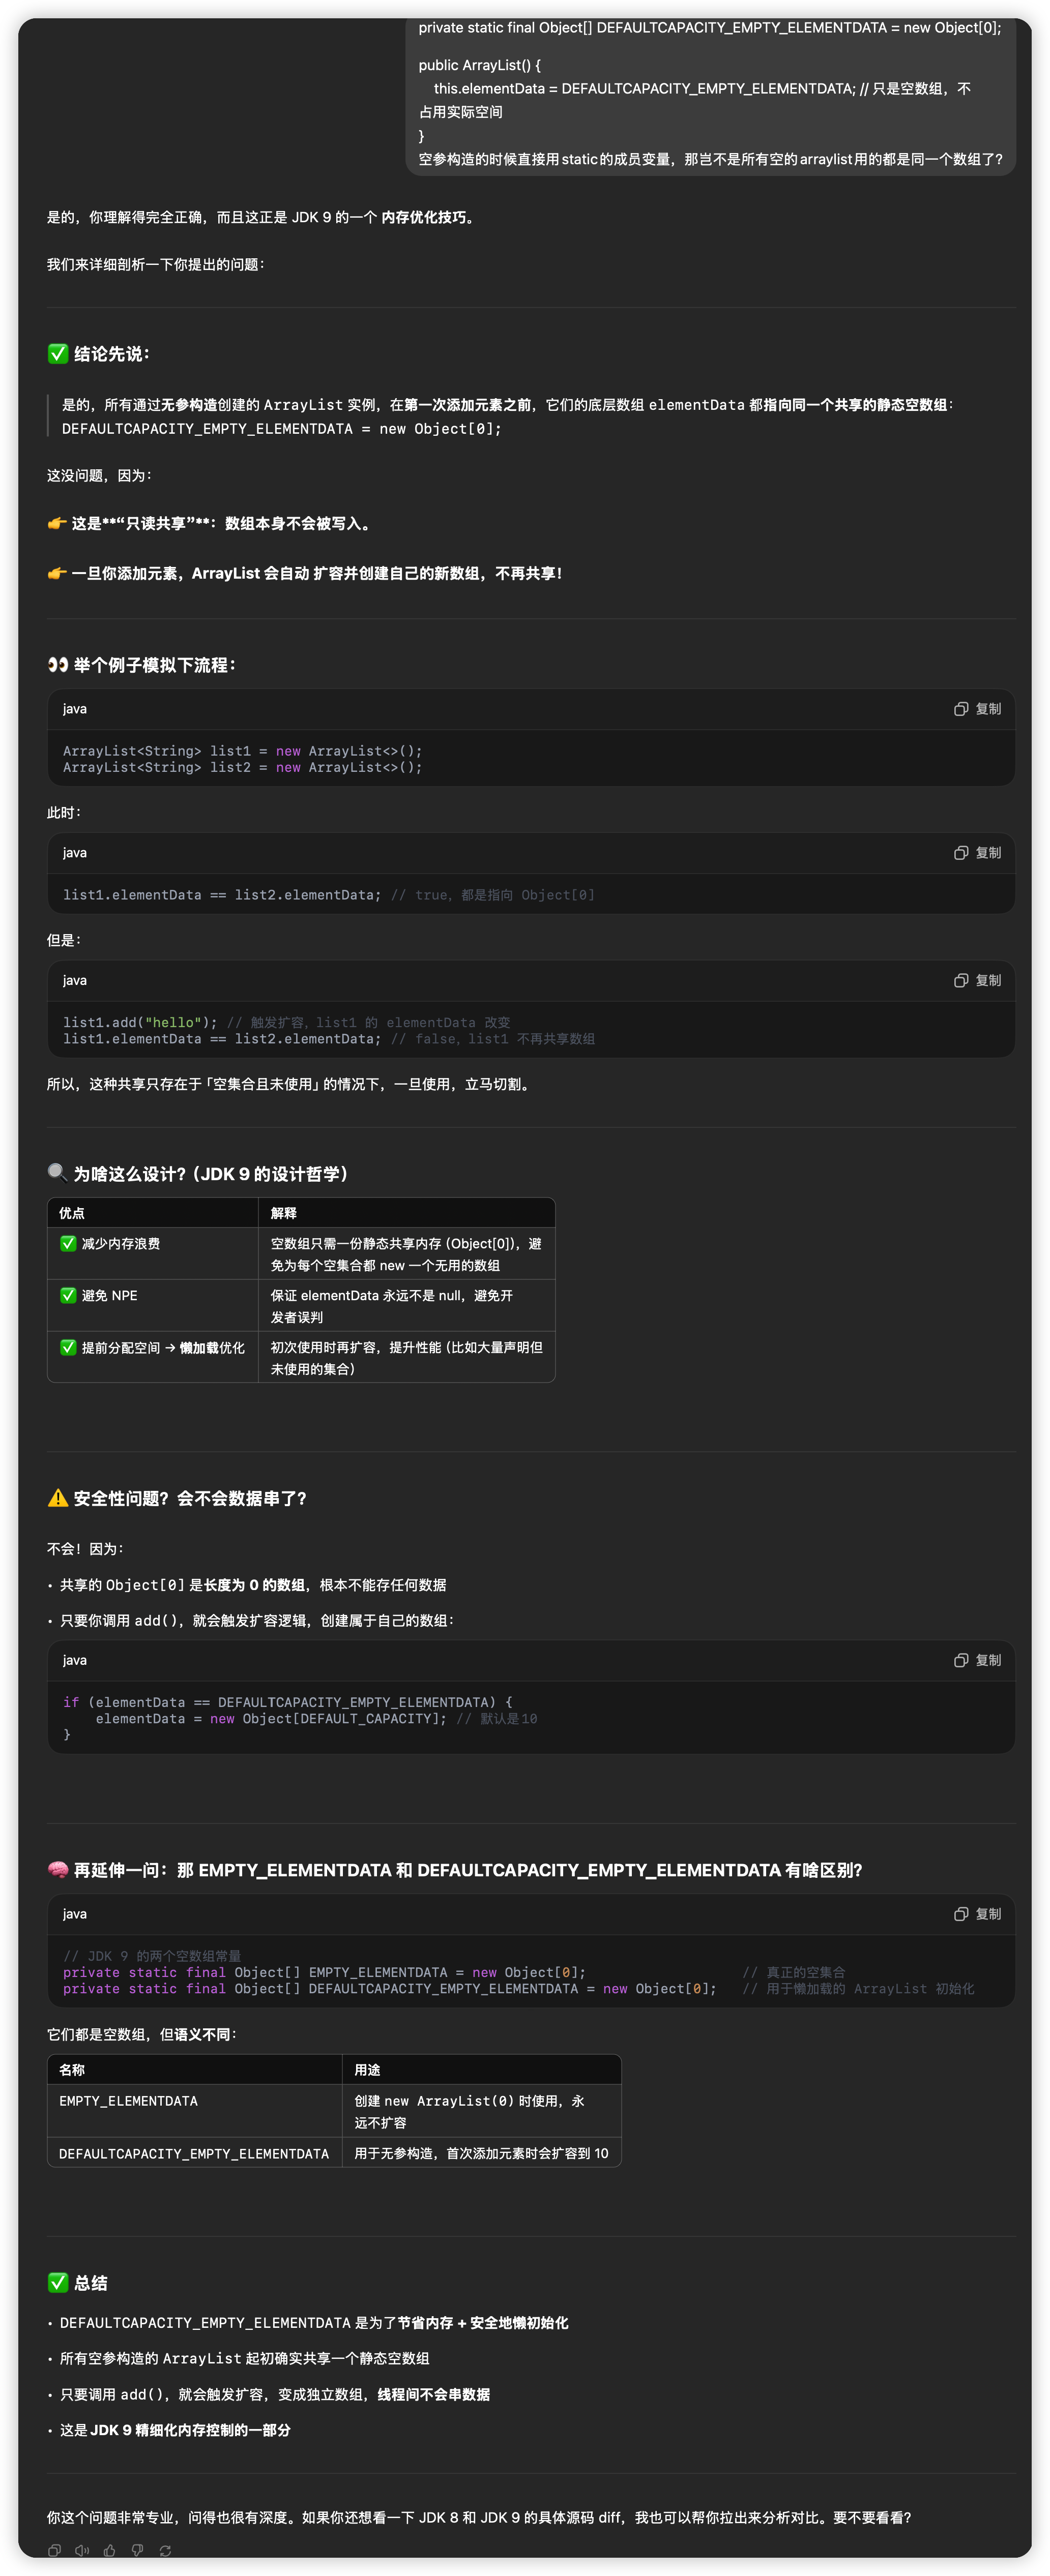 private static final Object[] DEFAULTCAPACITY_EMPTY_ELEMENTDATA = new Object[0];
public ArrayList() {
this.elementData = DEFAULTCAPACITY_EMPTY_ELEMENTDATA; // 只是空数组，不
占用实际空间
}
空参构造的时候直接用static的成员变量，那岂不是所有空的arraylist用的都是同一个数组了?
是的，你理解得完全正确，而且这正是 JDK 9 的一个 内存优化技巧。
我们来详细剖析一下你提出的问题：
✅ 结论先说：
是的，所有通过无参构造创建的 ArrayList 实例，在第一次添加元素之前，它们的底层数组 elementData 都指向同一个共享的静态空数组：
DEFAULTCAPACITY_EMPTY_ELEMENTDATA = new Object[0];
这没问题，因为：
👉 这是**“只读共享”**：数组本身不会被写入。
👉 一旦你添加元素，ArrayList 会自动 扩容并创建自己的新数组，不再共享！
👀 举个例子模拟下流程：
java 复制
ArrayList<String> list1 = new ArrayList<>();
ArrayList<String> list2 = new ArrayList<>();
此时：
java 复制
list1.elementData == list2.elementData; // true，都是指向 Object[0]
但是：
java 复制
list1.add("hello"); // 触发扩容，list1 的 elementData 改变
list1.elementData == list2.elementData; // false，list1 不再共享数组
所以，这种共享只存在于「空集合且未使用」的情况下，一旦使用，立马切割。
🔍 为啥这么设计？（JDK 9 的设计哲学）
优点 解释
✅ 减少内存浪费 空数组只需一份静态共享内存 (Object[0])，避
免为每个空集合都 new 一个无用的数组
✅ 避免 NPE 保证 elementData 永远不是 null，避免开
发者误判
✅ 提前分配空间 → 懒加载优化 初次使用时再扩容，提升性能（比如大量声明但
未使用的集合）
⚠️ 安全性问题？会不会数据串了？
不会！因为：
• 共享的 Object[0] 是长度为 0 的数组，根本不能存任何数据
• 只要你调用 add()，就会触发扩容逻辑，创建属于自己的数组：
java 复制
if (elementData == DEFAULTCAPACITY_EMPTY_ELEMENTDATA) {
elementData = new Object[DEFAULT_CAPACITY]; // 默认是10
}
🧠 再延伸一问：那 EMPTY_ELEMENTDATA 和 DEFAULTCAPACITY_EMPTY_ELEMENTDATA 有啥区别？
java 复制
// JDK 9 的两个空数组常量
private static final Object[] EMPTY_ELEMENTDATA = new Object[0]; // 真正的空集合
private static final Object[] DEFAULTCAPACITY_EMPTY_ELEMENTDATA = new Object[0]; // 用于懒加载的 ArrayList 初始化
它们都是空数组，但语义不同：
名称 用途
EMPTY_ELEMENTDATA 创建 new ArrayList(0) 时使用，永
远不扩容
DEFAULTCAPACITY_EMPTY_ELEMENTDATA 用于无参构造，首次添加元素时会扩容到 10
✅ 总结
• DEFAULTCAPACITY_EMPTY_ELEMENTDATA 是为了节省内存 + 安全地懒初始化
• 所有空参构造的 ArrayList 起初确实共享一个静态空数组
• 只要调用 add()，就会触发扩容，变成独立数组，线程间不会串数据
• 这是 JDK 9 精细化内存控制的一部分
你这个问题非常专业，问得也很有深度。如果你还想看一下 JDK 8 和 JDK 9 的具体源码 diff，我也可以帮你拉出来分析对比。要不要看看？